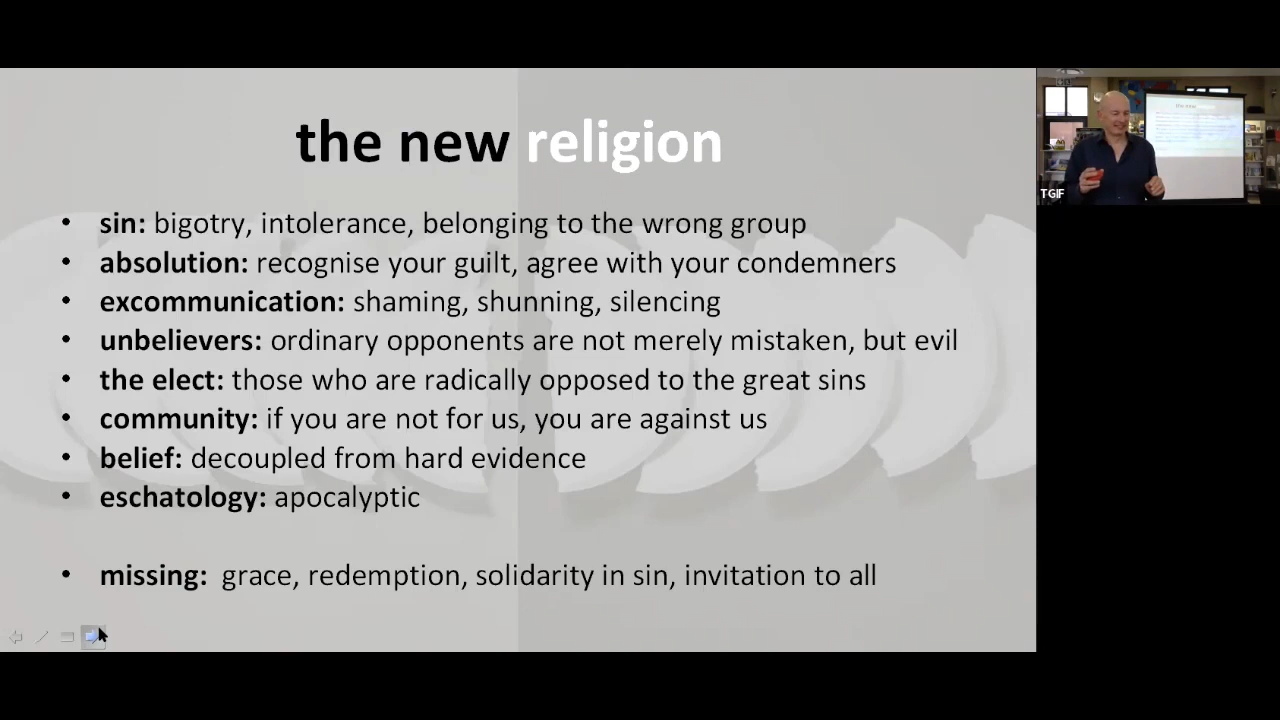 the new religion
• sin: bigotry, intolerance, belonging to the wrong group
• absolution: recognise your guilt, agree with your condemners
• excommunication: shaming, shunning, silencing
• unbelievers: ordinary opponents are not merely mistaken, but evil
• the elect: those who are radically opposed to the great sins
• community: if you are not for us, you are against us
• belief: decoupled from hard evidence
• eschatology: apocalyptic
• missing: grace, redemption, solidarity in sin, invitation to all
TGIF